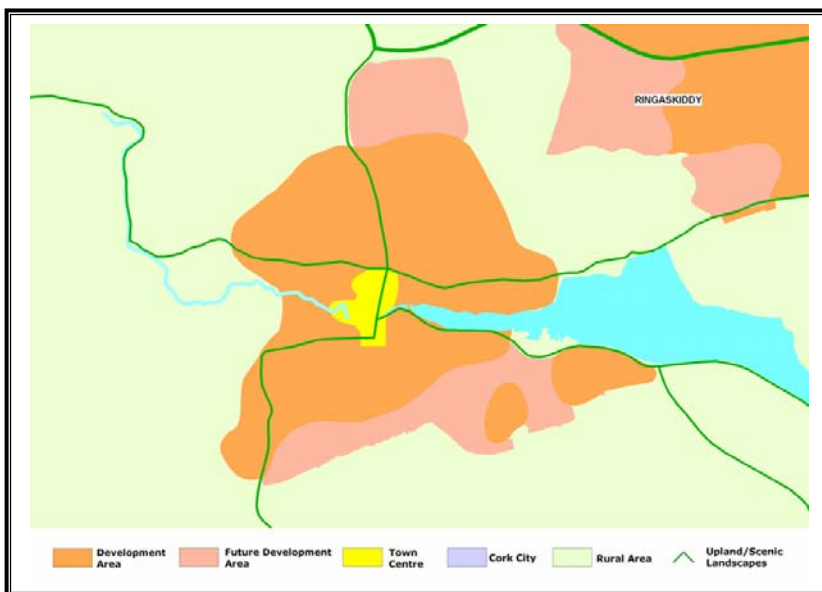 RINGASKIDDY
Development
Area
Future Development
Area
Town
Centre
Cork City
Rural Area
Upland/Scenic
Landscapes